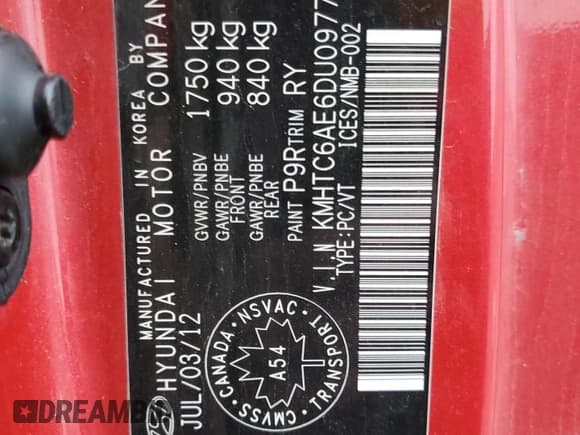 MANUFACTURED IN KOREA BY
HYUNDAI MOTOR COMPAN
JUL/03/12
GVWR/PNBV 1750 kg
GAWR/PNBE FRONT 940 kg
GAWR/PNBE REAR 840 kg
PAINT P9R TRIM RY
V.I.N KMHTC6AE6DU0977
TYPE:PC/VT ICES/NMB-002
CANADA · NSVAC · TRANSPORT · CMVSS
A54
DREAMB